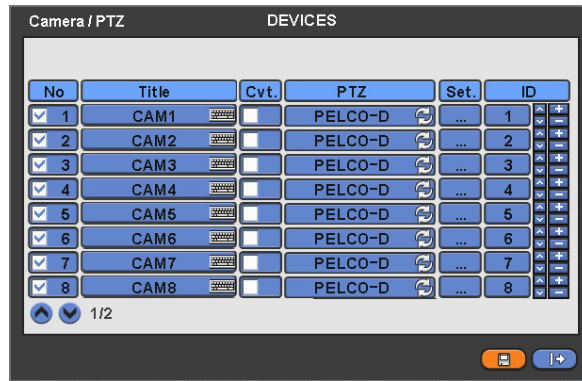 Camera / PTZ DEVICES
No Title Cvt. PTZ Set. ID
1 CAM1 PELCO-D ... 1
2 CAM2 PELCO-D ... 2
3 CAM3 PELCO-D ... 3
4 CAM4 PELCO-D ... 4
5 CAM5 PELCO-D ... 5
6 CAM6 PELCO-D ... 6
7 CAM7 PELCO-D ... 7
8 CAM8 PELCO-D ... 8
1/2